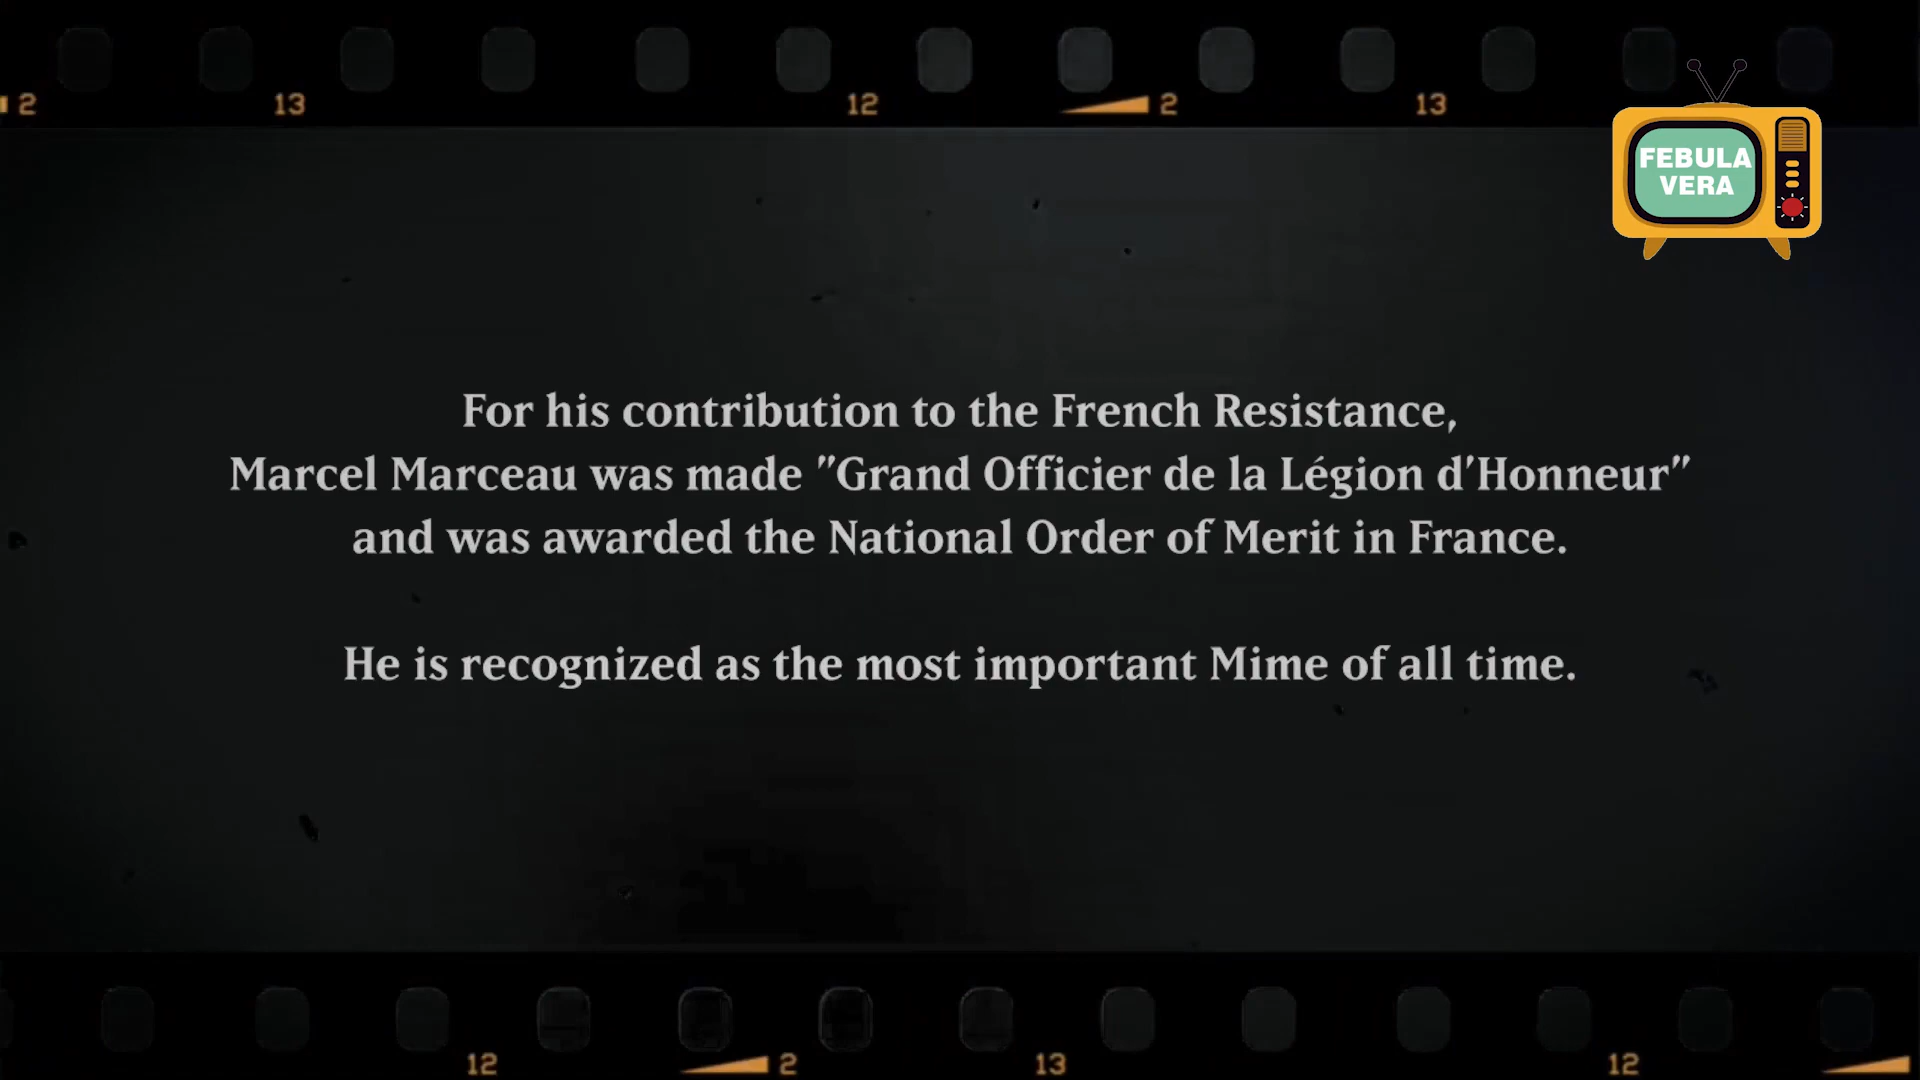 2 13 12 2 13
FEBULA
VERA
For his contribution to the French Resistance,
Marcel Marceau was made "Grand Officier de la Légion d'Honneur"
and was awarded the National Order of Merit in France.
He is recognized as the most important Mime of all time.
12 2 13 12